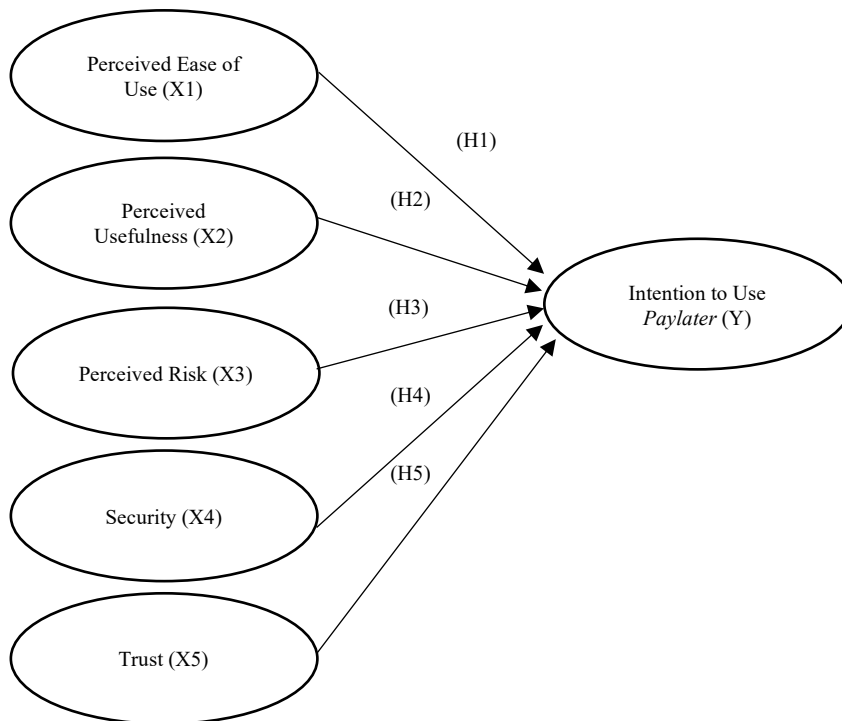 Perceived Ease of
Use (X1)
(H1)
Perceived
Usefulness (X2)
(H2)
Intention to Use
Paylater (Y)
Perceived Risk (X3)
(H3)
(H4)
Security (X4)
(H5)
Trust (X5)